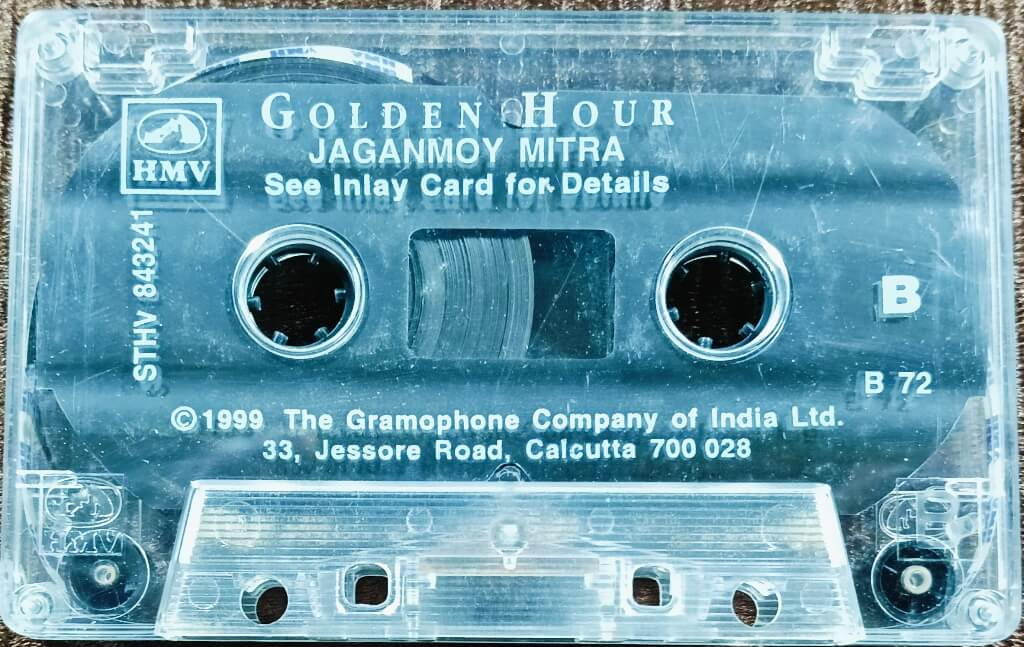 GOLDEN HOUR
JAGANMOY MITRA
See Inlay Card for Details
HMV
STHV 843241
B
B 72
©1999 The Gramophone Company of India Ltd.
33, Jessore Road, Calcutta 700 028
HMV